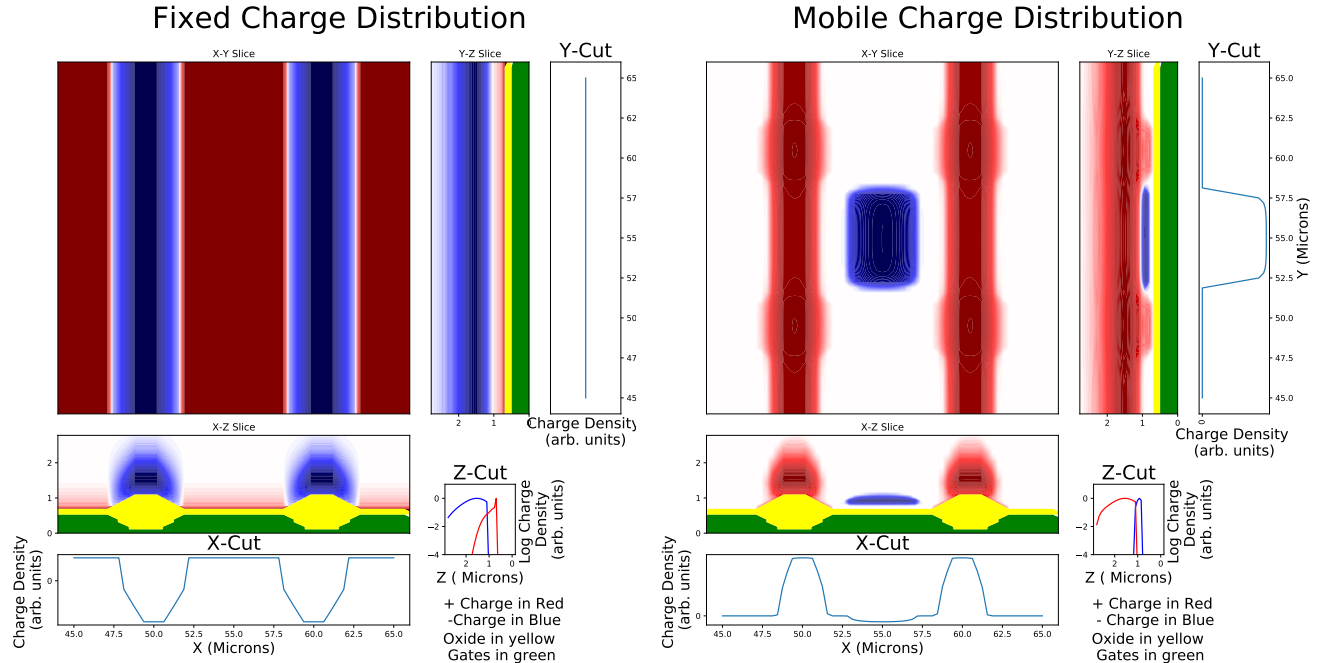 Fixed Charge Distribution
Mobile Charge Distribution
X-Y Slice
Y-Z Slice
Y-Cut
65
62
60
57
55
52
50
47
45
2
1
0
Charge Density
(arb. units)
X-Z Slice
2
1
0
Z-Cut
0
−2
−4
2
1
0
Z ( Microns)
Log Charge
Density
(arb. units)
X-Cut
0
Charge Density
(arb. units)
45.0
47.5
50.0
52.5
55.0
57.5
60.0
62.5
65.0
X (Microns)
+ Charge in Red
-Charge in Blue
Oxide in yellow
Gates in green
X-Y Slice
Y-Z Slice
Y-Cut
65.0
62.5
60.0
57.5
55.0
52.5
50.0
47.5
45.0
Y (Microns)
2
1
0
0
Charge Density
(arb. units)
X-Z Slice
2
1
0
Z-Cut
0
−2
−4
2
1
0
Z ( Microns)
Log Charge
Density
(arb. units)
X-Cut
0
Charge Density
(arb. units)
45.0
47.5
50.0
52.5
55.0
57.5
60.0
62.5
65.0
X (Microns)
+ Charge in Red
- Charge in Blue
Oxide in yellow
Gates in green